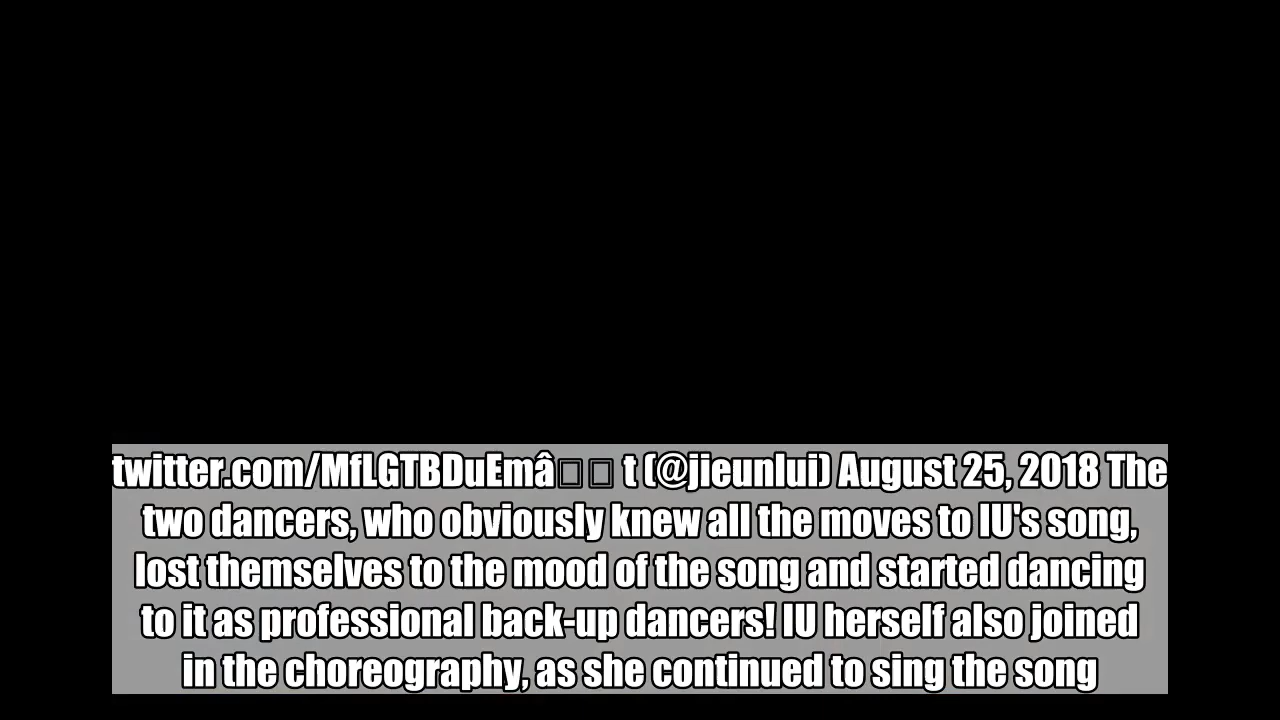 twitter.com/MfLGTBDuEmâ□□ t (@jieunlui) August 25, 2018 The
two dancers, who obviously knew all the moves to IU's song,
lost themselves to the mood of the song and started dancing
to it as professional back-up dancers! IU herself also joined
in the choreography, as she continued to sing the song